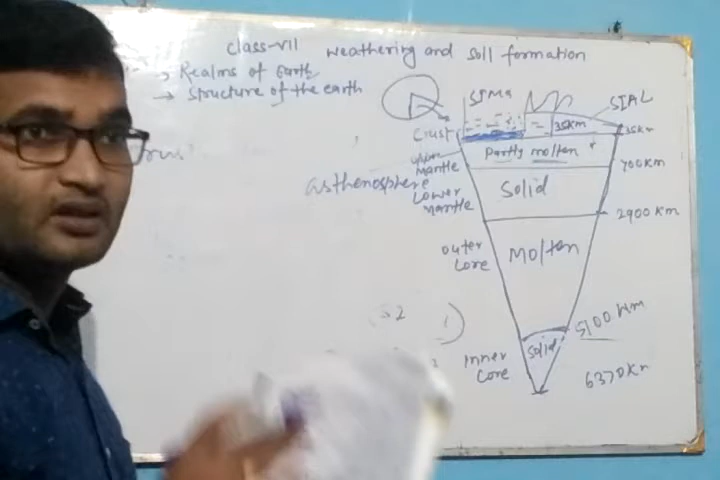 class-VII weathering and soil formation
→ Realms of Earth
→ structure of the earth
SIMA
SIAL
35km
35km
Crust
upper mantle
Partly molten
700km
asthenosphere
Lower mantle
Solid
2900 km
outer core
Molten
5100 km
Inner core
Solid
6370 km